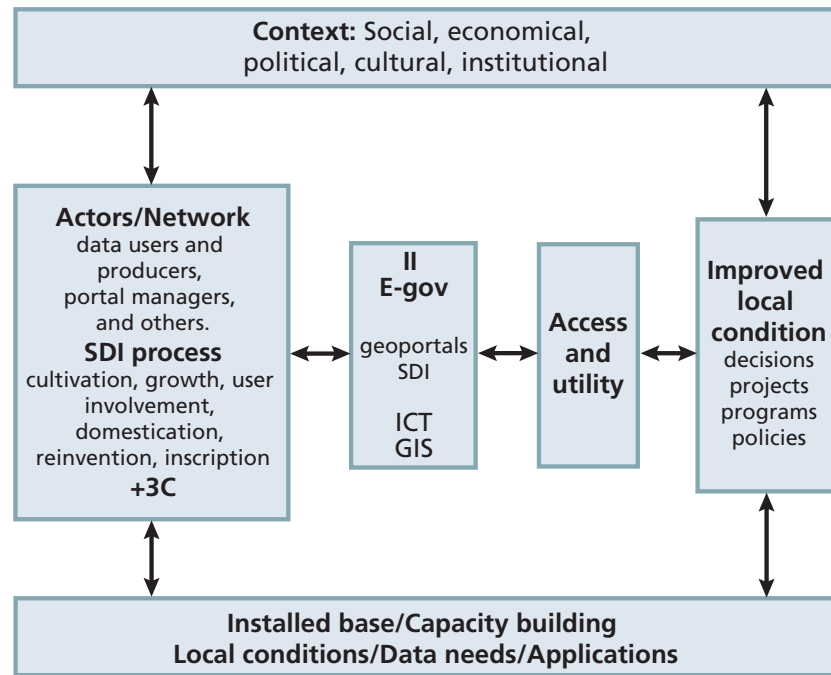 Context: Social, economical,
political, cultural, institutional
Actors/Network
data users and
producers,
portal managers,
and others.
SDI process
cultivation, growth, user
involvement,
domestication,
reinvention, inscription
+3C
II
E-gov
geoportals
SDI
ICT
GIS
Access
and
utility
Improved
local
condition
decisions
projects
programs
policies
Installed base/Capacity building
Local conditions/Data needs/Applications